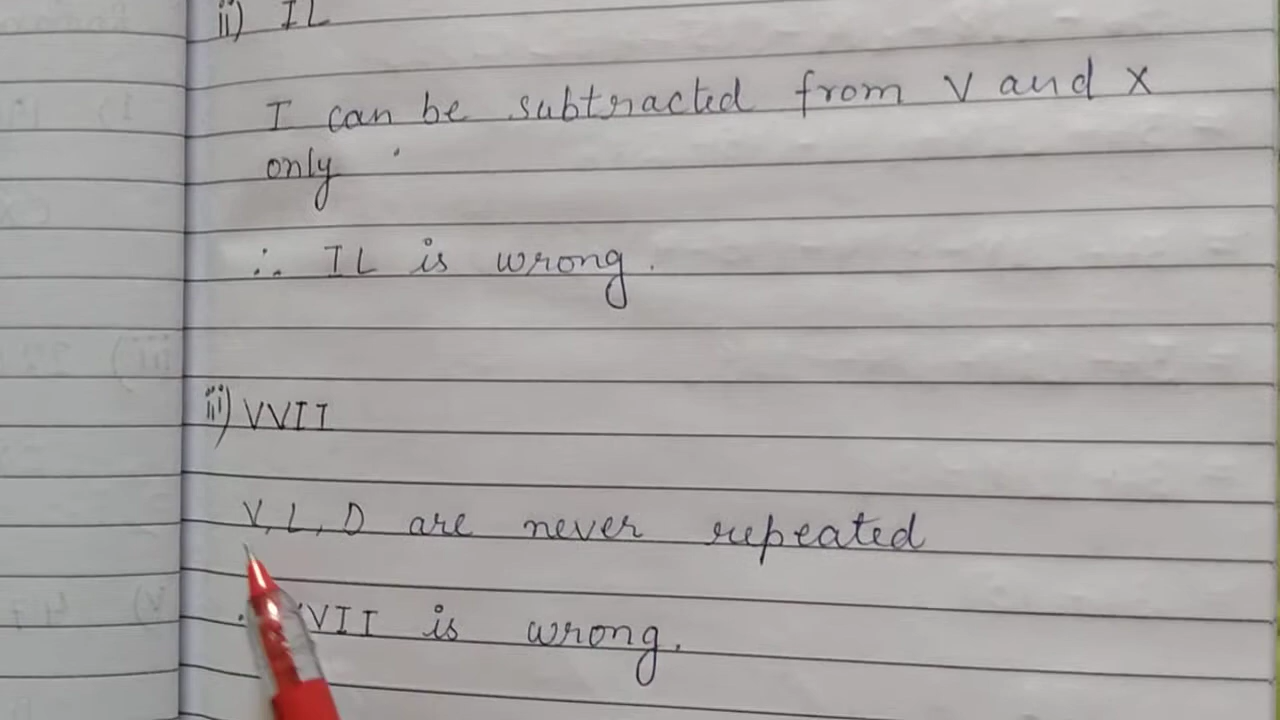 ii) IL
I can be subtracted from V and X
only
∴ IL is wrong.
iii) VVII
V, L, D are never repeated
VII is wrong.